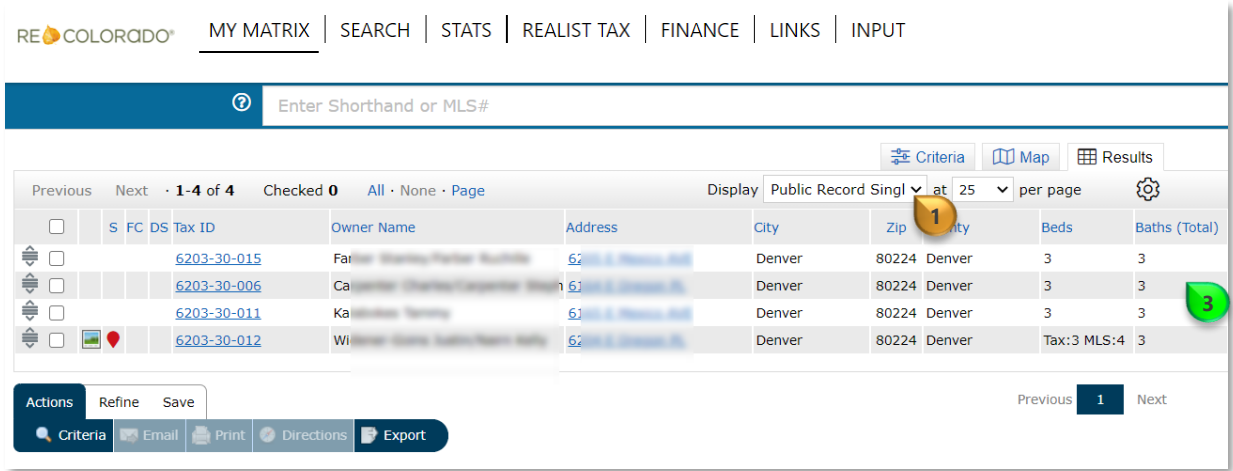 RECOLORADO® MY MATRIX SEARCH STATS REALIST TAX FINANCE LINKS INPUT
Enter Shorthand or MLS#
Criteria Map Results
Previous Next · 1-4 of 4 Checked 0 All · None · Page Display Public Record Singl at 25 per page
1
S FC DS Tax ID Owner Name Address City Zip nty Beds Baths (Total)
6203-30-015 Denver 80224 Denver 3 3
6203-30-006 Denver 80224 Denver 3 3
3
6203-30-011 Denver 80224 Denver 3 3
6203-30-012 Denver 80224 Denver Tax:3 MLS:4 3
Actions Refine Save Previous 1 Next
Criteria Email Print Directions Export